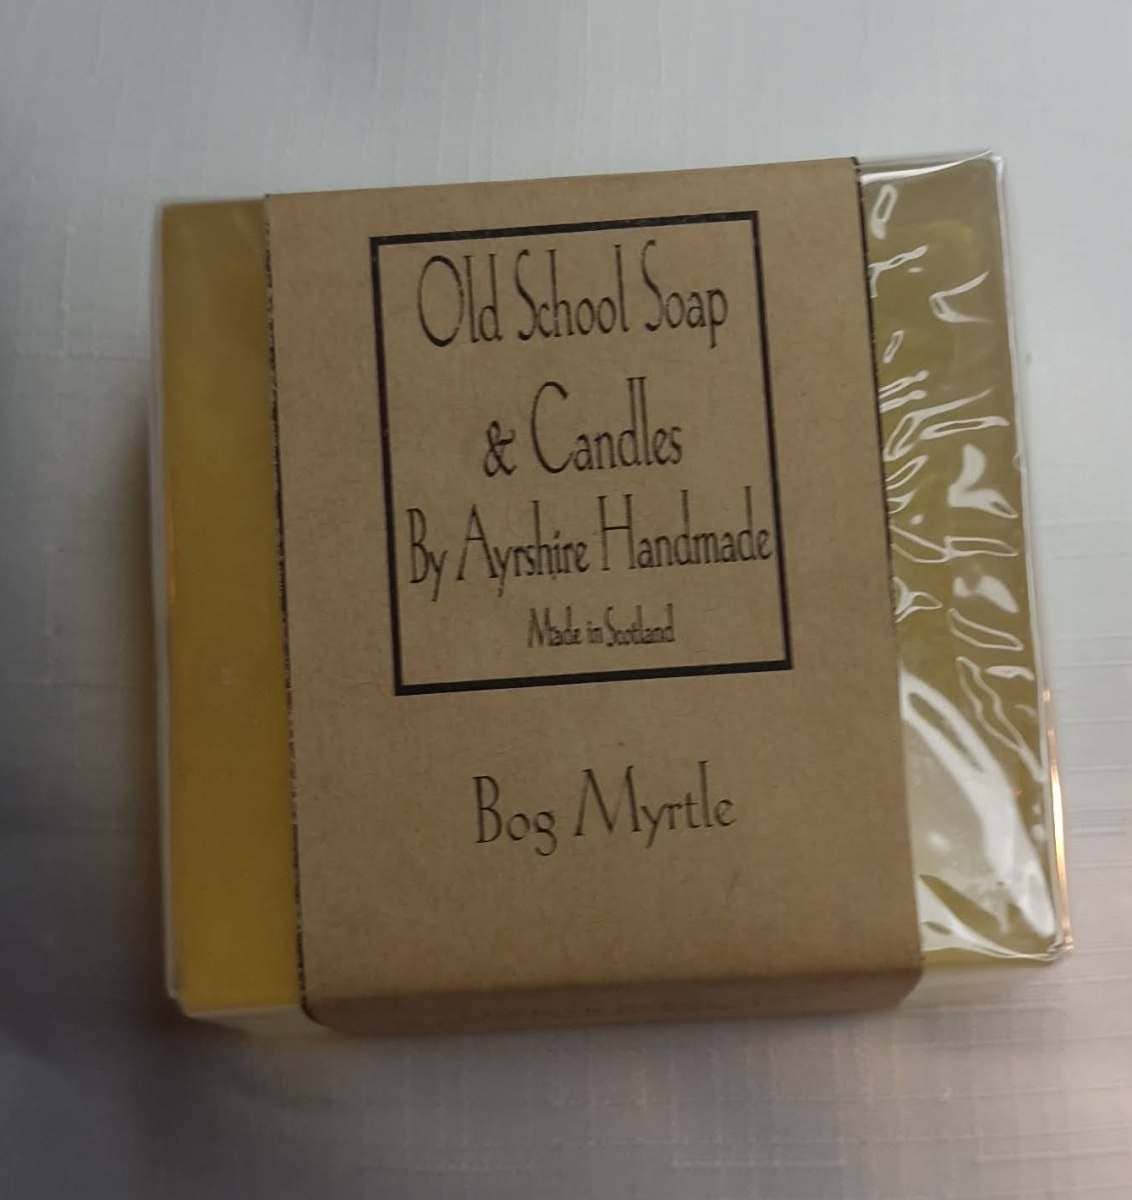 Old School Soap
& Candles
By Ayrshire Handmade
Made in Scotland
Bog Myrtle